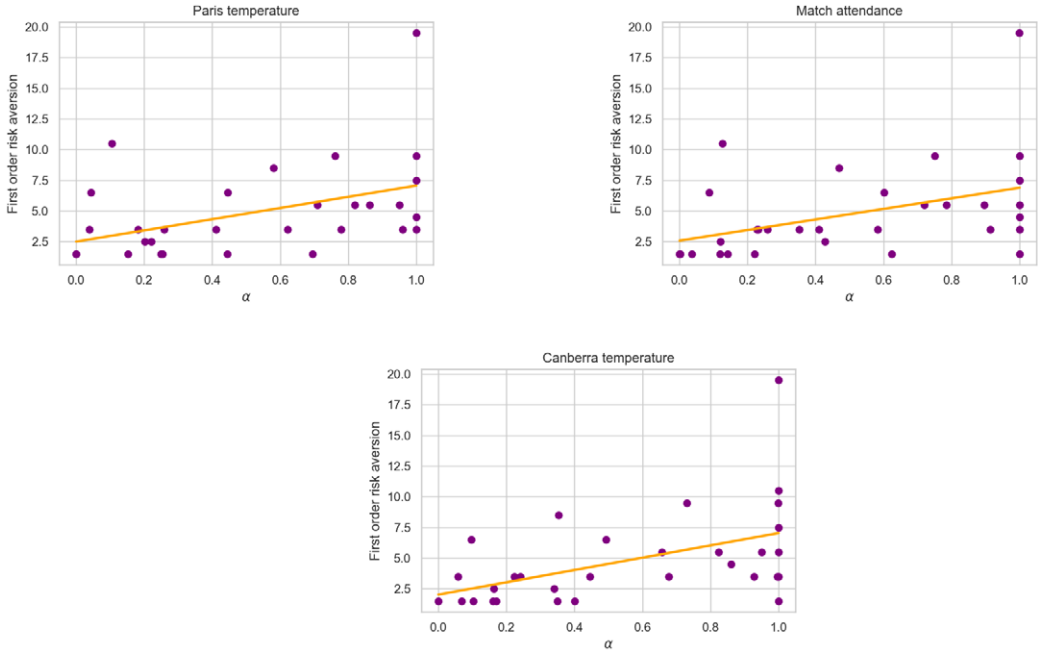 Paris temperature
20.0
17.5
15.0
12.5
10.0
7.5
5.0
2.5
First order risk aversion
0.0 0.2 0.4 0.6 0.8 1.0
α
Match attendance
20.0
17.5
15.0
12.5
10.0
7.5
5.0
2.5
First order risk aversion
0.0 0.2 0.4 0.6 0.8 1.0
α
Canberra temperature
20.0
17.5
15.0
12.5
10.0
7.5
5.0
2.5
First order risk aversion
0.0 0.2 0.4 0.6 0.8 1.0
α